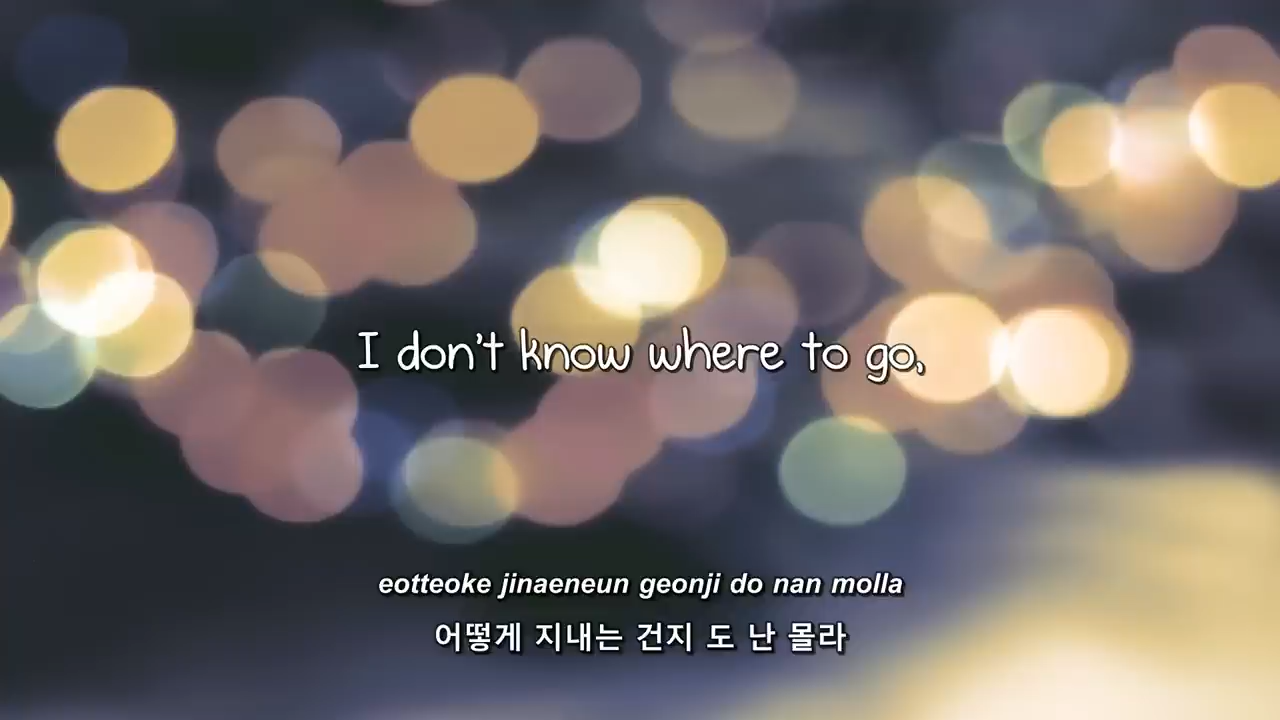 I don't know where to go,
eotteoke jinaeneun geonji do nan molla
어떻게 지내는 건지 도 난 몰라